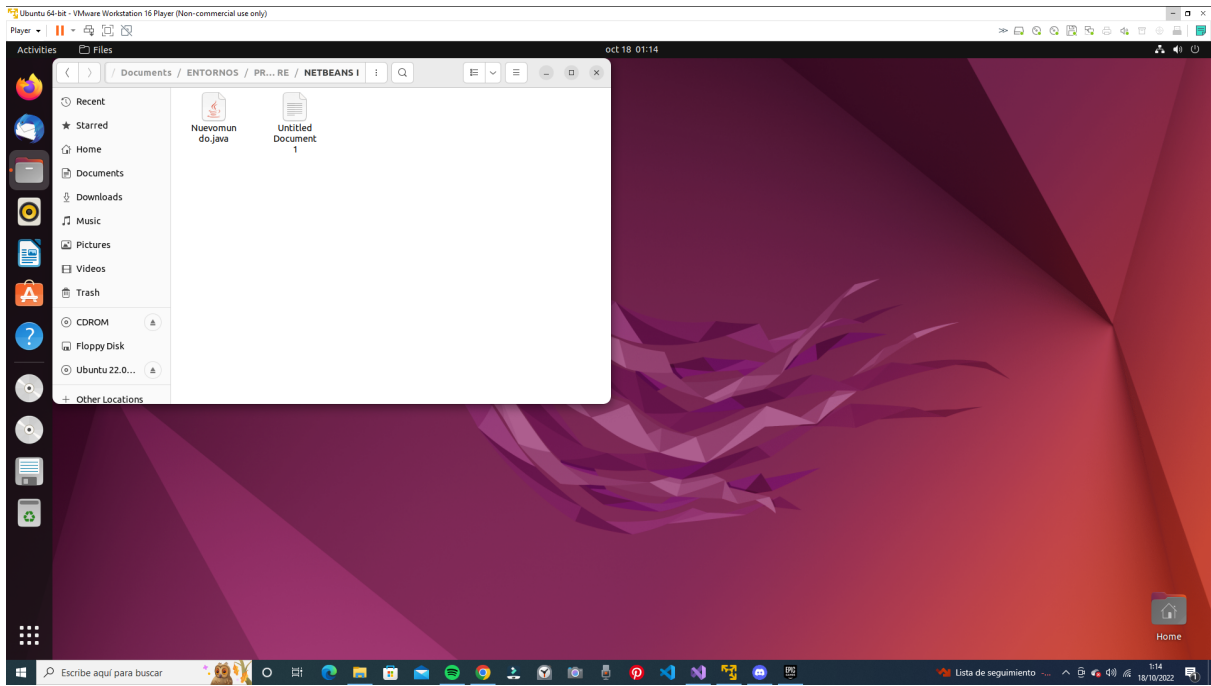 Ubuntu 64-bit - VMware Workstation 16 Player (Non-commercial use only)
Player
Activities
Files
oct 18 01:14
/ Documents / ENTORNOS / PR... RE / NETBEANS I
Recent
Starred
Home
Documents
Downloads
Music
Pictures
Videos
Trash
CDROM
Floppy Disk
Ubuntu 22.0...
+ Other Locations
Nuevomun
do.java
Untitled
Document
1
Home
Escribe aquí para buscar
EPIC
Lista de seguimiento -...
1:14
18/10/2022